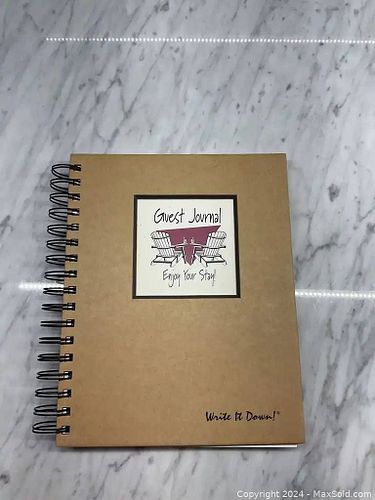 Guest Journal
Enjoy Your Stay!
Write It Down!®
Copyright © 2024 - MaxSold.com